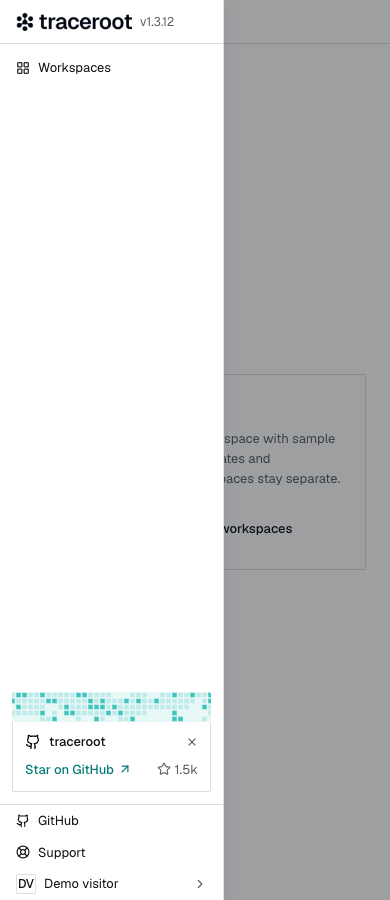 traceroot v1.3.12
Workspaces
space with sample
ates and
paces stay separate.
workspaces
traceroot
Star on GitHub 1.5k
GitHub
Support
DV Demo visitor